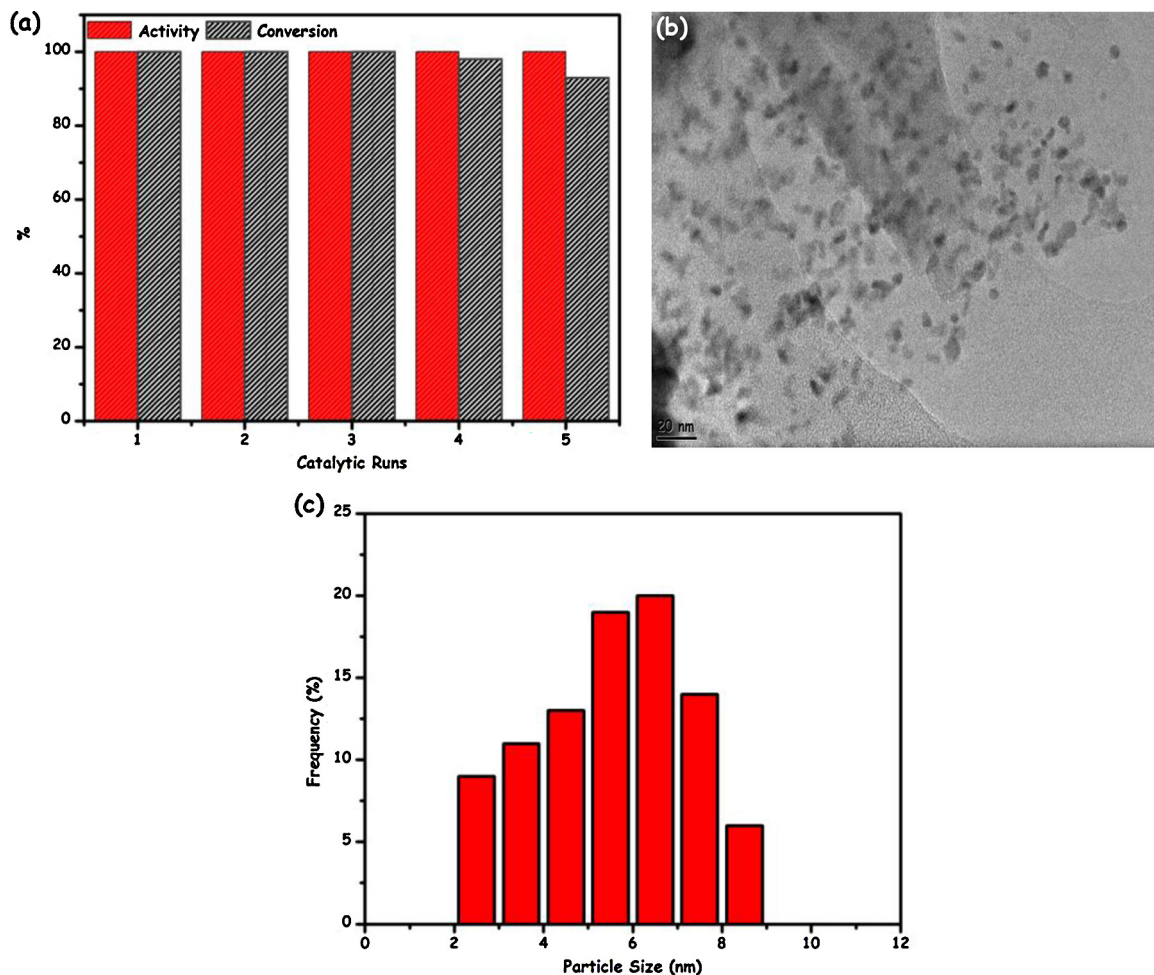 (a)
Activity Conversion
100
80
60
40
20
0
%
1 2 3 4 5
Catalytic Runs
(b)
20 nm
(c)
25
20
15
10
5
0
Frequency (%)
0 2 4 6 8 10 12
Particle Size (nm)